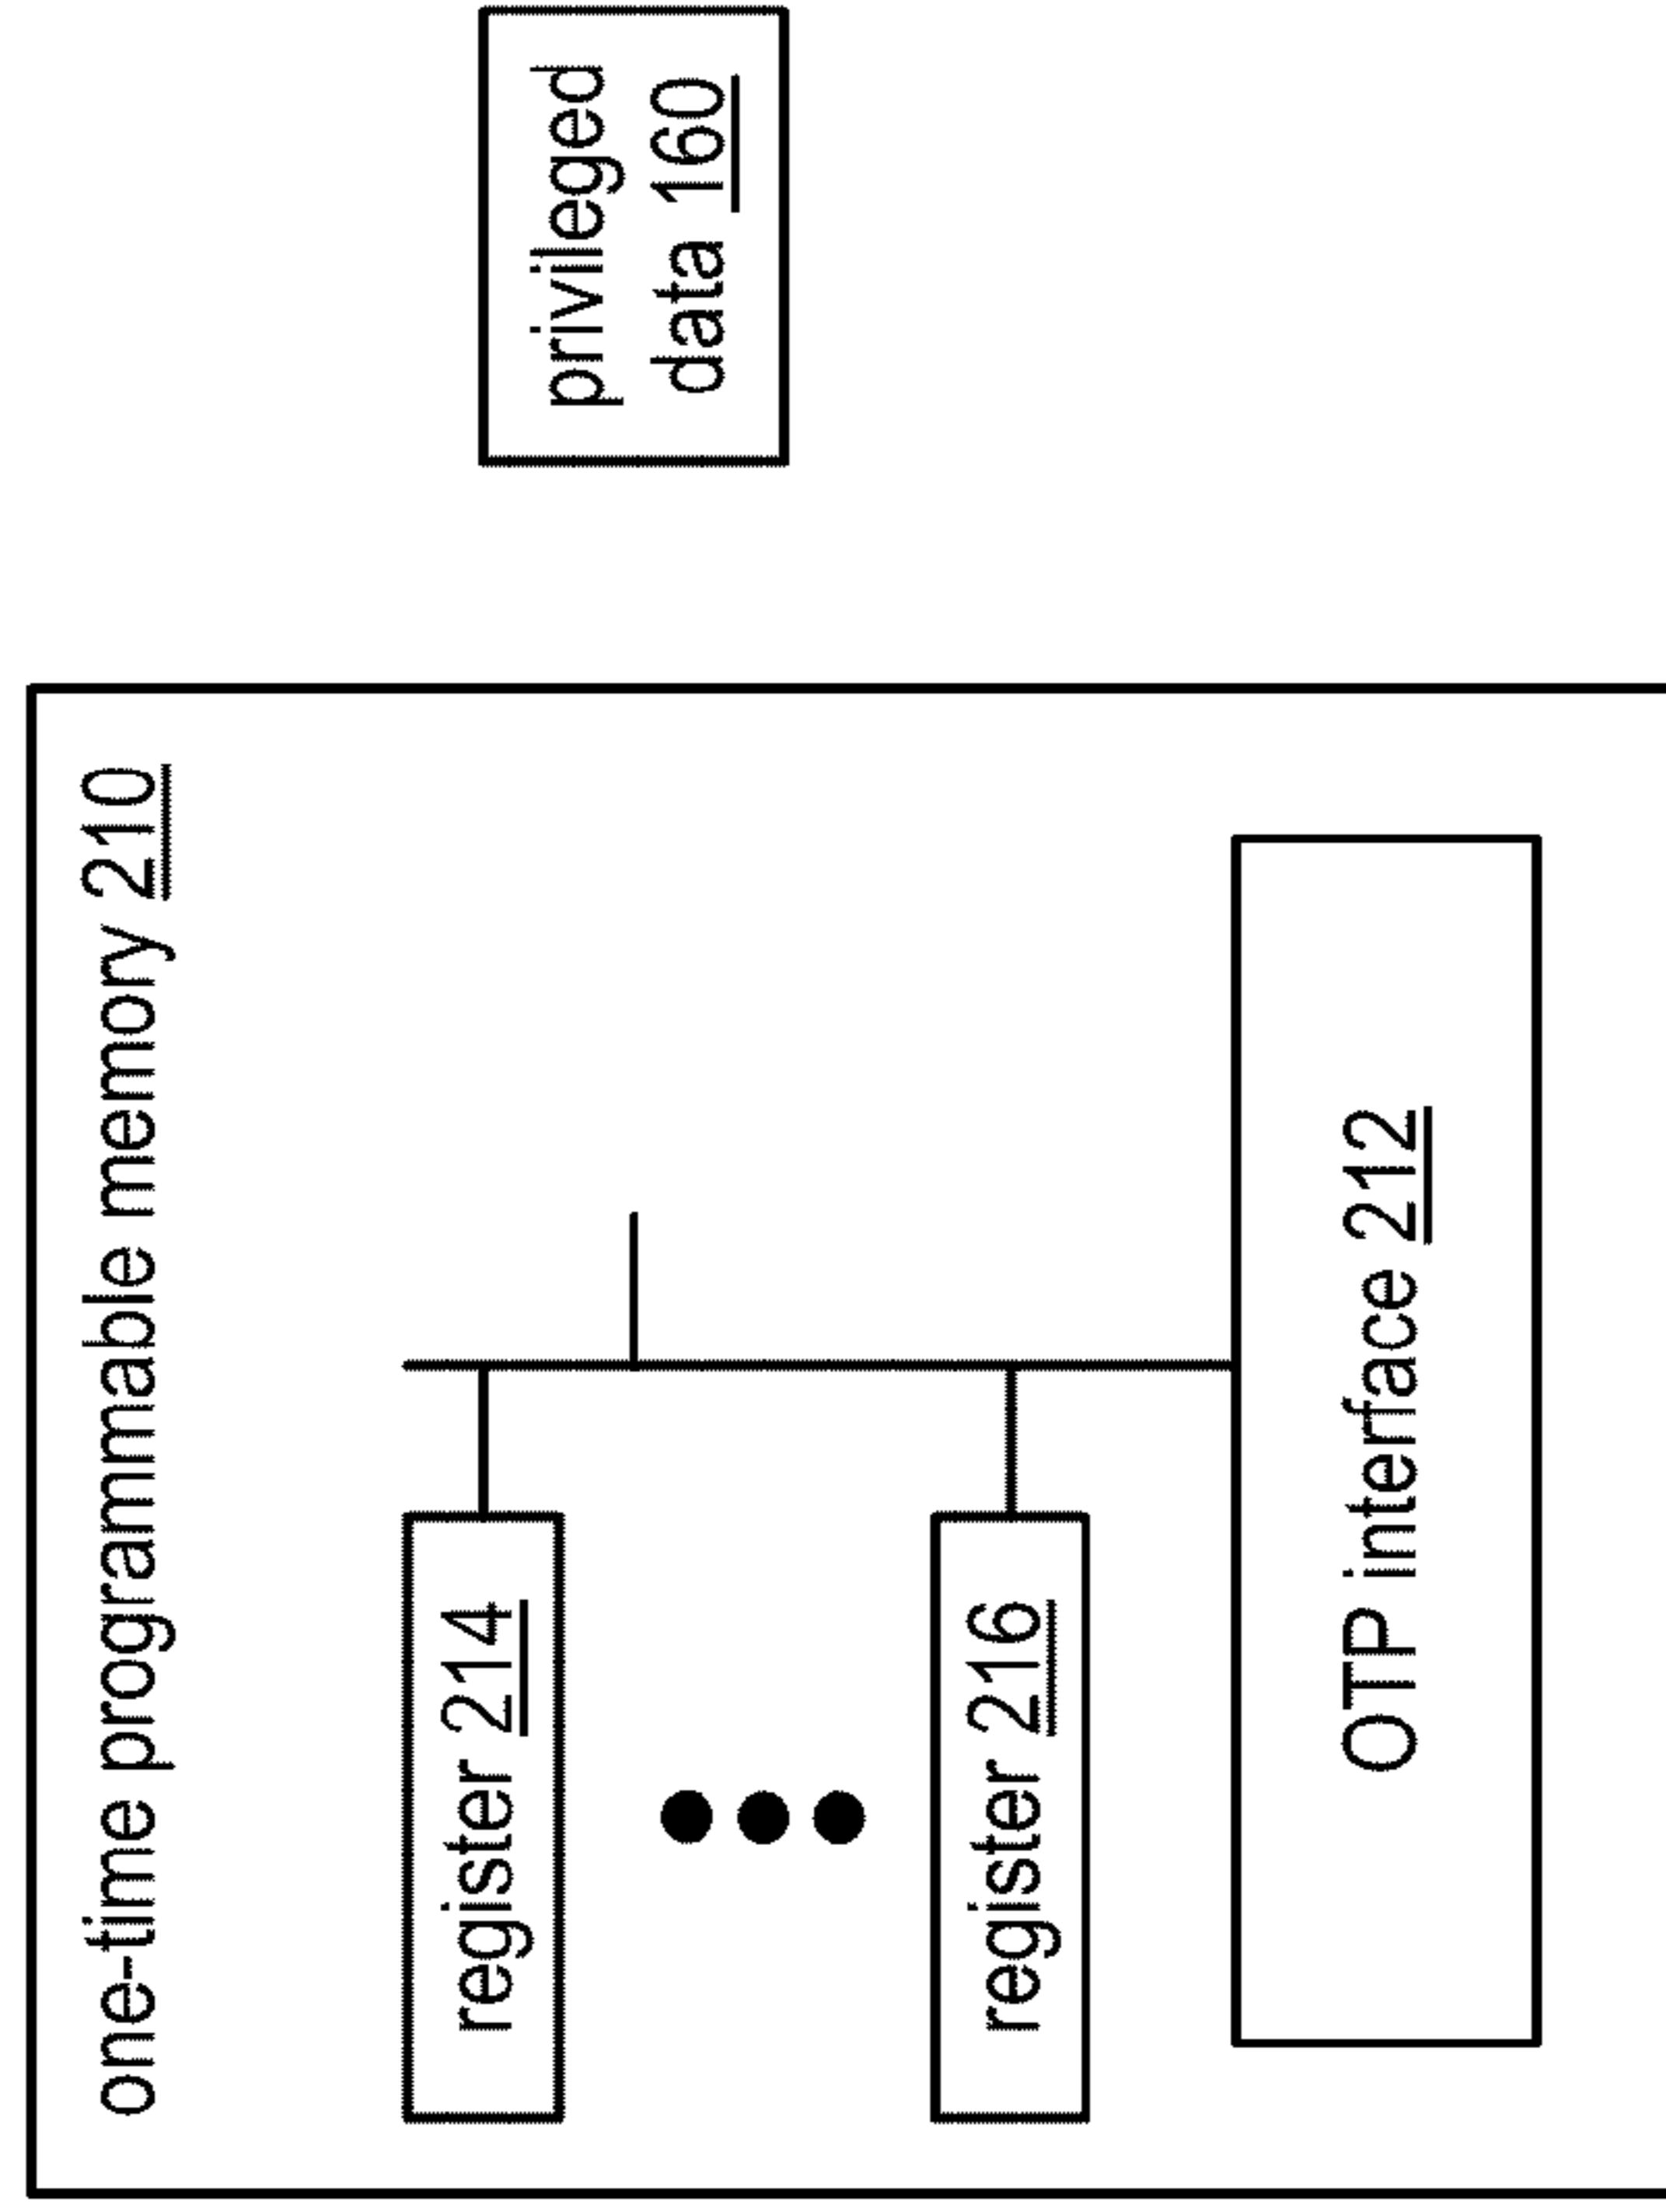 one-time programmable memory 210
register 214
register 216
OTP interface 212
privileged
data 160